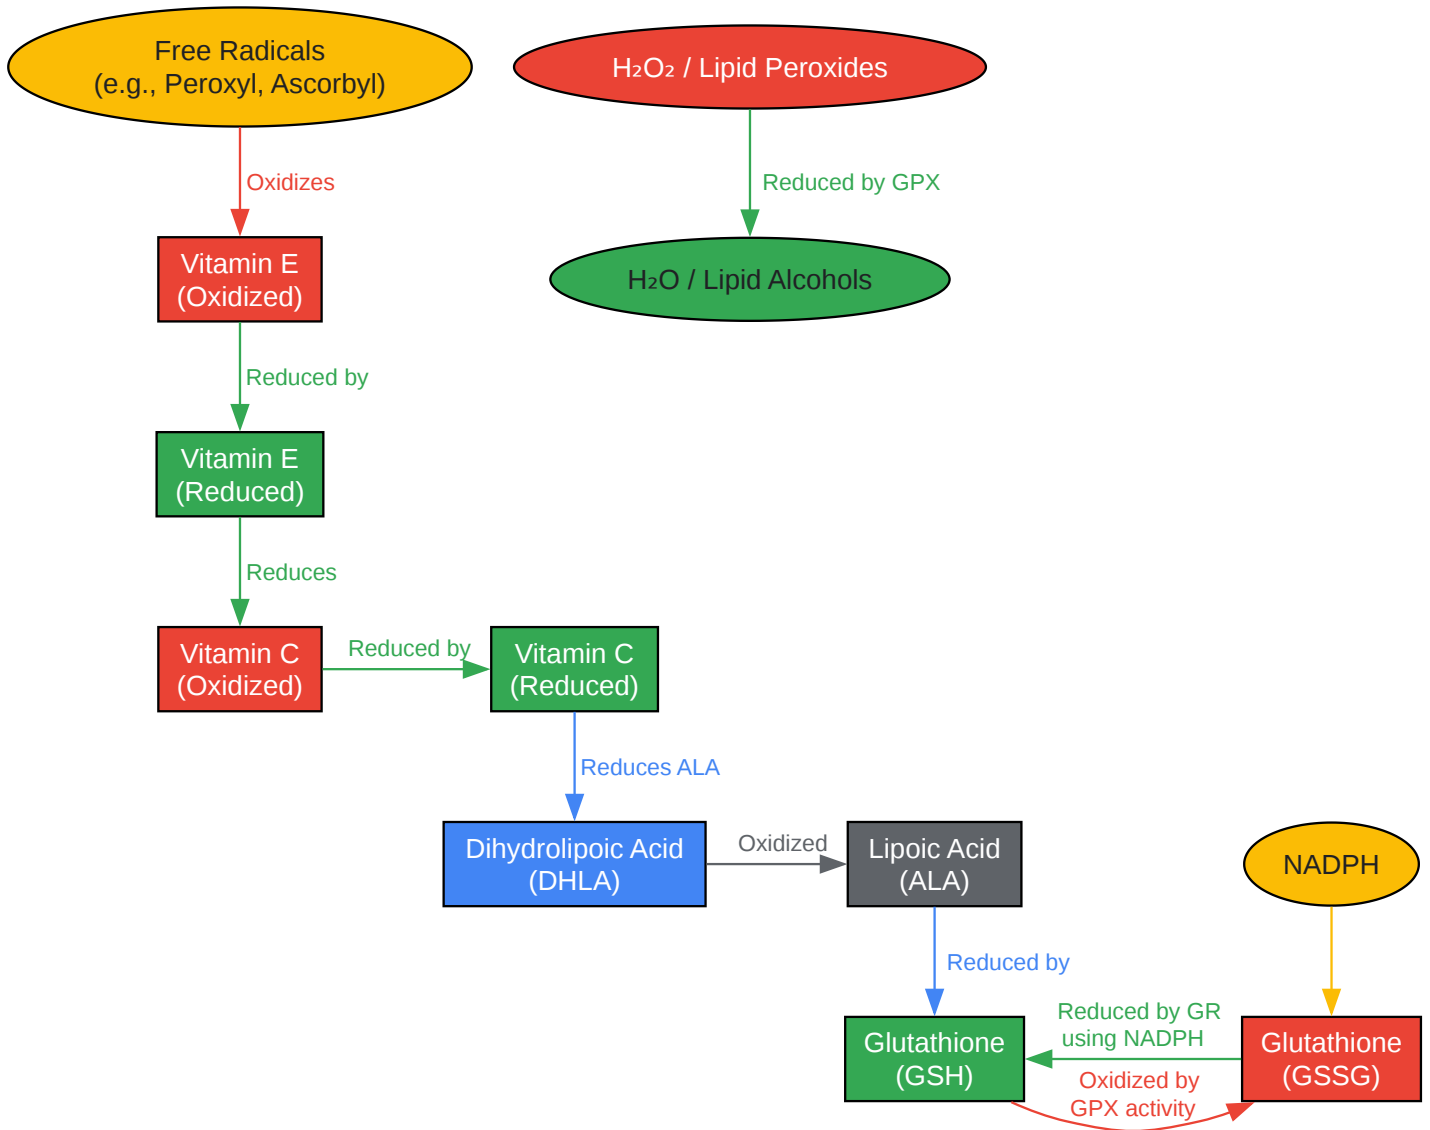 Free Radicals
(e.g., Peroxyl, Ascorbyl)
H₂O₂ / Lipid Peroxides
Oxidizes
Reduced by GPX
Vitamin E
(Oxidized)
H₂O / Lipid Alcohols
Reduced by
Vitamin E
(Reduced)
Reduces
Vitamin C
(Oxidized)
Reduced by
Vitamin C
(Reduced)
Reduces ALA
Dihydrolipoic Acid
(DHLA)
Oxidized
Lipoic Acid
(ALA)
NADPH
Reduced by
Glutathione
(GSH)
Reduced by GR
using NADPH
Oxidized by
GPX activity
Glutathione
(GSSG)